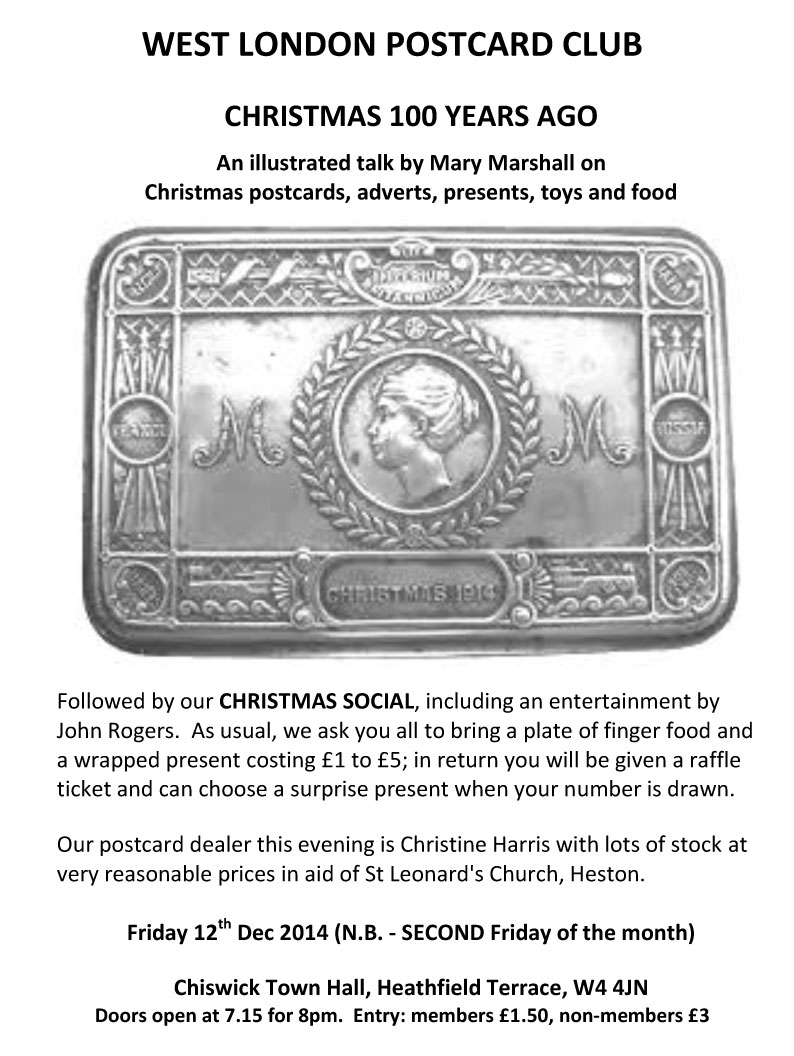 WEST LONDON POSTCARD CLUB
CHRISTMAS 100 YEARS AGO
An illustrated talk by Mary Marshall on
Christmas postcards, adverts, presents, toys and food
IMPERIUM
BRITANNICUM
M M
FRANCE
RUSSIA
CHRISTMAS 1914
Followed by our CHRISTMAS SOCIAL, including an entertainment by
John Rogers. As usual, we ask you all to bring a plate of finger food and
a wrapped present costing £1 to £5; in return you will be given a raffle
ticket and can choose a surprise present when your number is drawn.
Our postcard dealer this evening is Christine Harris with lots of stock at
very reasonable prices in aid of St Leonard's Church, Heston.
Friday 12th Dec 2014 (N.B. - SECOND Friday of the month)
Chiswick Town Hall, Heathfield Terrace, W4 4JN
Doors open at 7.15 for 8pm. Entry: members £1.50, non-members £3